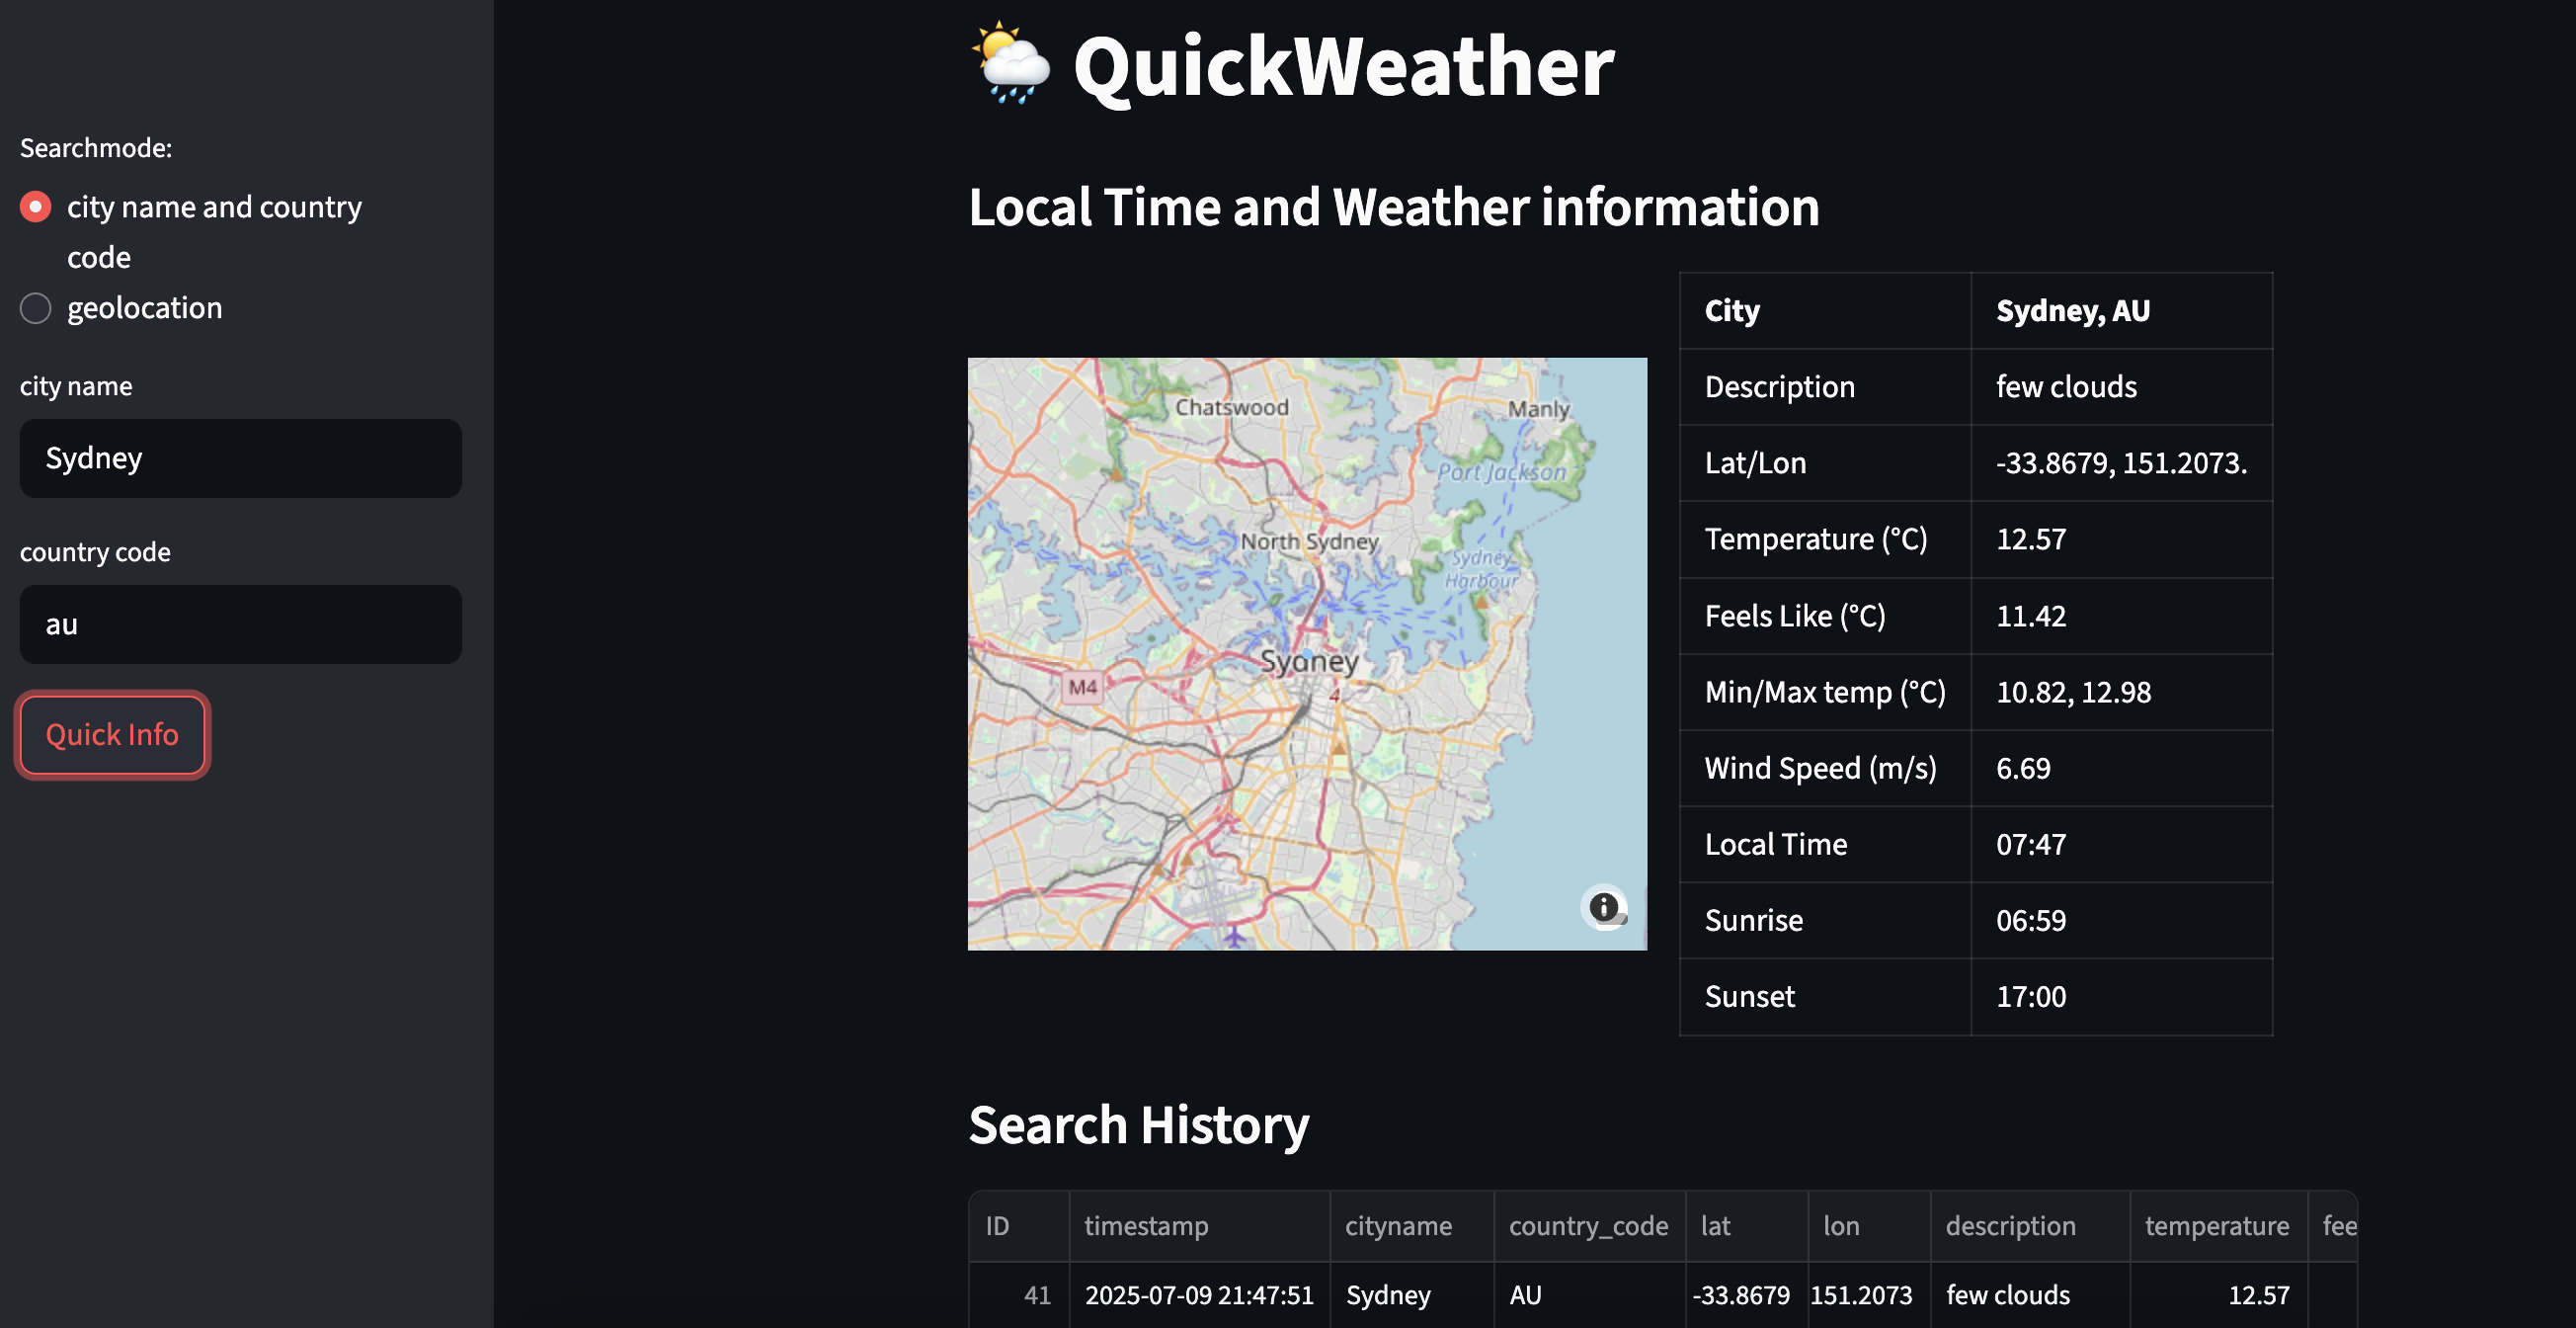 QuickWeather
Searchmode:
city name and country
code
geolocation
city name
Sydney
country code
au
Quick Info
Local Time and Weather information
Chatswood
Manly
Port Jackson
North Sydney
Sydney
Harbour
Sydney
M4
4
City Sydney, AU
Description few clouds
Lat/Lon -33.8679, 151.2073.
Temperature (°C) 12.57
Feels Like (°C) 11.42
Min/Max temp (°C) 10.82, 12.98
Wind Speed (m/s) 6.69
Local Time 07:47
Sunrise 06:59
Sunset 17:00
Search History
ID timestamp cityname country_code lat lon description temperature fee
41 2025-07-09 21:47:51 Sydney AU -33.8679 151.2073 few clouds 12.57